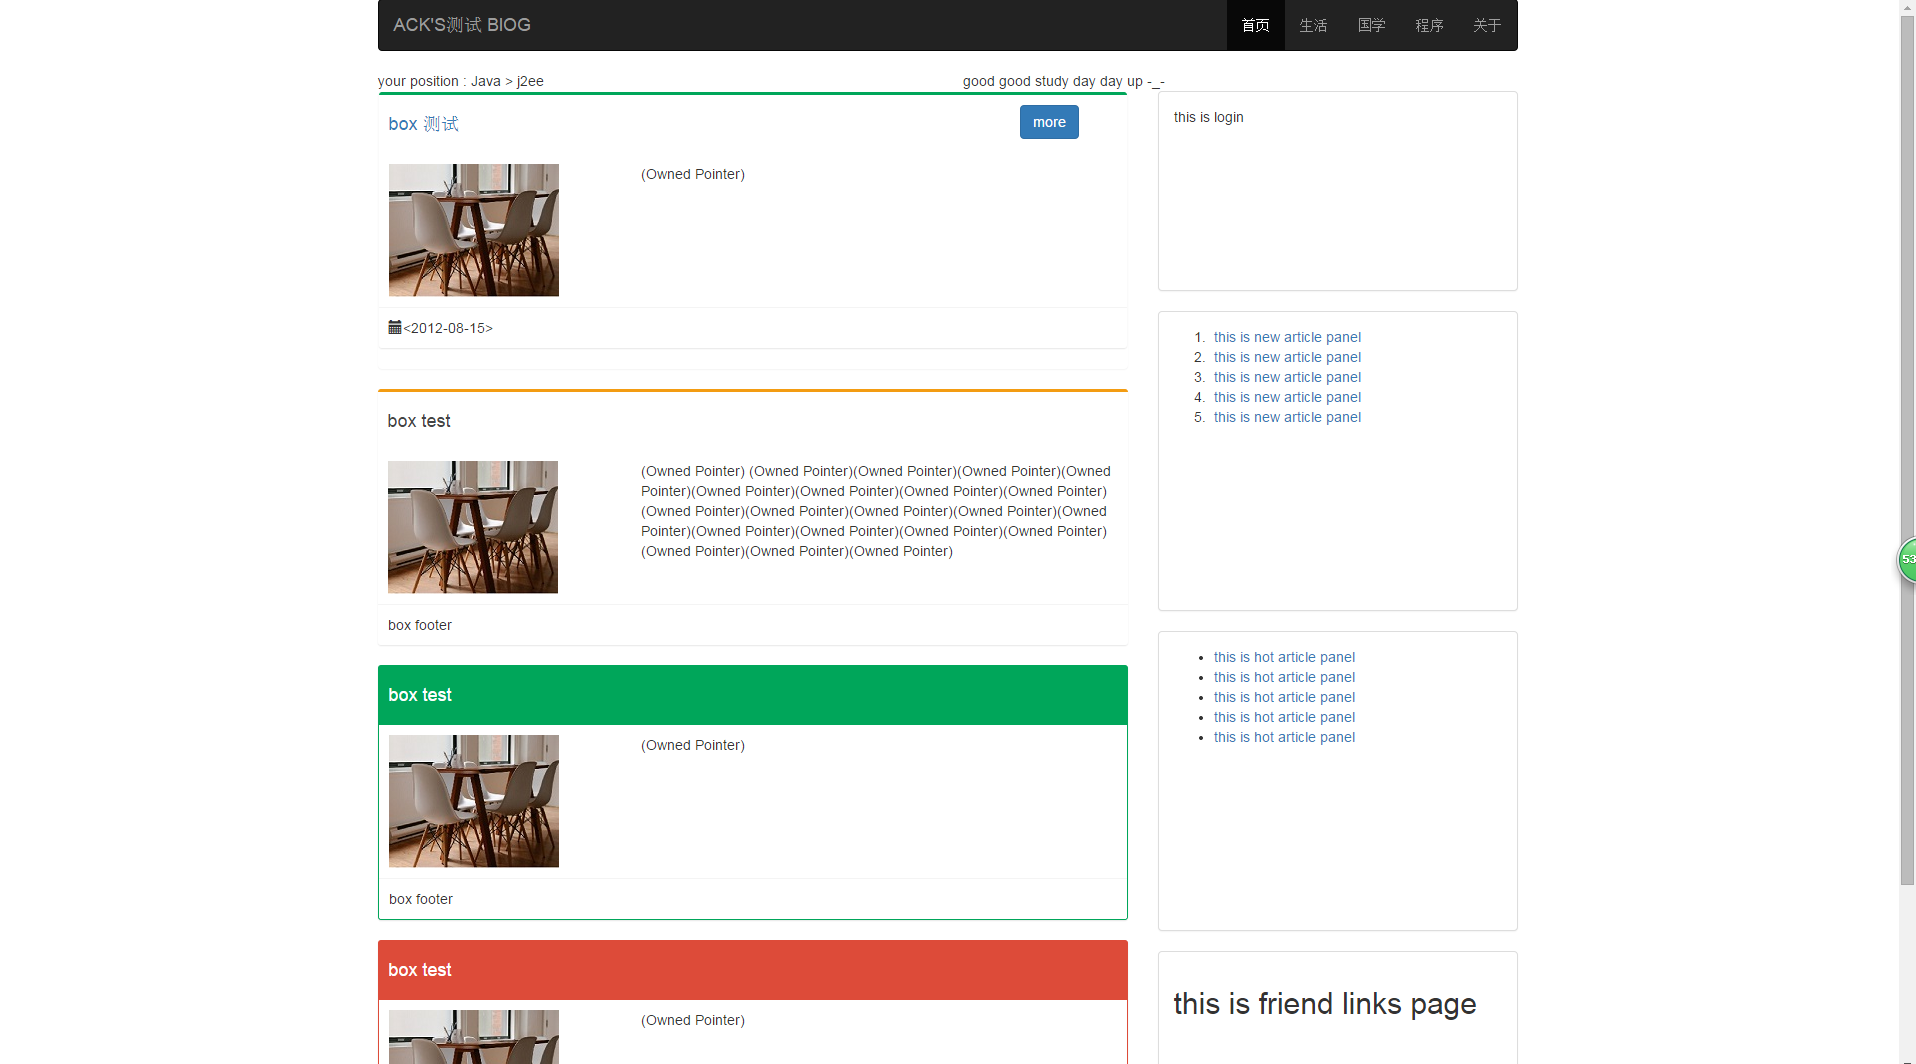 ACK'S测试 BIOG
首页
生活
国学
程序
关于
your position : Java > j2ee
good good study day day up -_-
box 测试
more
(Owned Pointer)
<2012-08-15>
box test
(Owned Pointer) (Owned Pointer)(Owned Pointer)(Owned Pointer)(Owned
Pointer)(Owned Pointer)(Owned Pointer)(Owned Pointer)(Owned Pointer)
(Owned Pointer)(Owned Pointer)(Owned Pointer)(Owned Pointer)(Owned
Pointer)(Owned Pointer)(Owned Pointer)(Owned Pointer)(Owned Pointer)
(Owned Pointer)(Owned Pointer)(Owned Pointer)
box footer
box test
(Owned Pointer)
box footer
box test
(Owned Pointer)
this is login
1. this is new article panel
2. this is new article panel
3. this is new article panel
4. this is new article panel
5. this is new article panel
• this is hot article panel
• this is hot article panel
• this is hot article panel
• this is hot article panel
• this is hot article panel
this is friend links page
53